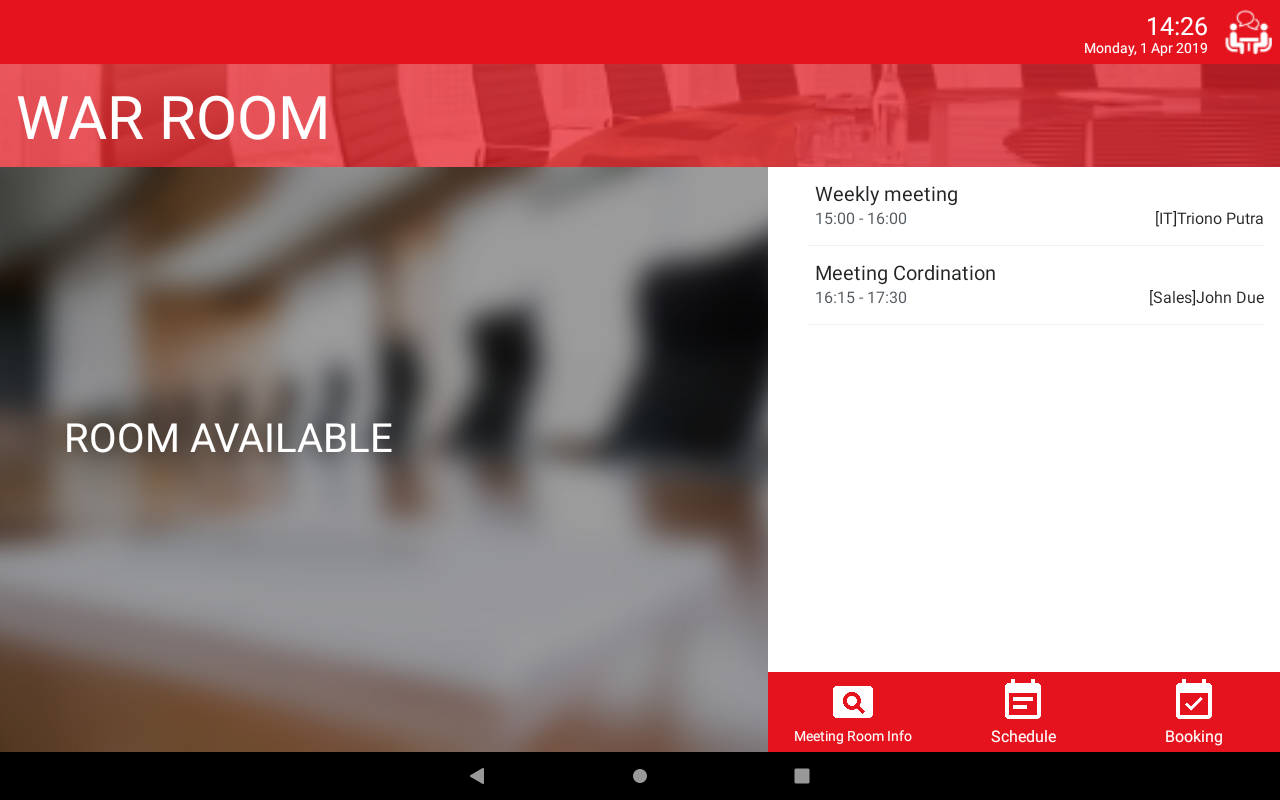 14:26
Monday, 1 Apr 2019
WAR ROOM
ROOM AVAILABLE
Weekly meeting
15:00 - 16:00 [IT]Triono Putra
Meeting Cordination
16:15 - 17:30 [Sales]John Due
Meeting Room Info Schedule Booking